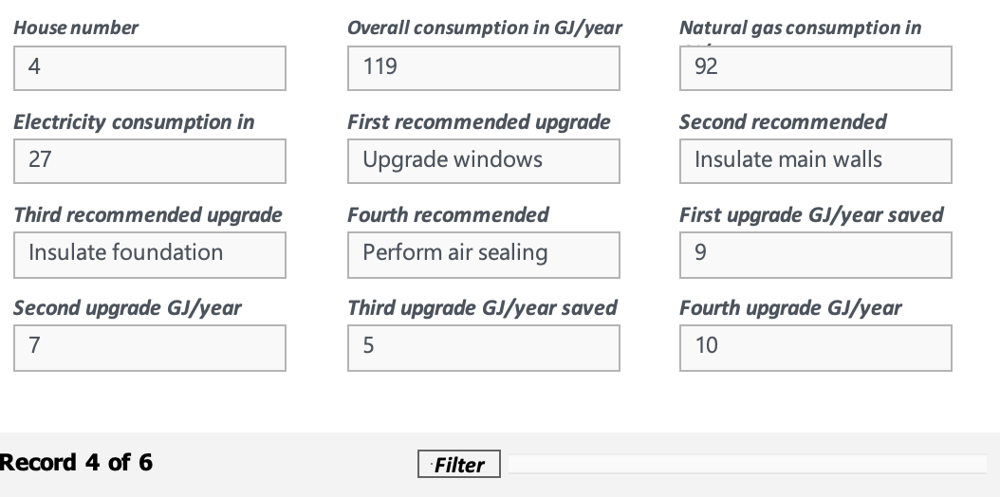 House number
Overall consumption in GJ/year
Natural gas consumption in
4
119
92
Electricity consumption in
First recommended upgrade
Second recommended
27
Upgrade windows
Insulate main walls
Third recommended upgrade
Fourth recommended
First upgrade GJ/year saved
Insulate foundation
Perform air sealing
9
Second upgrade GJ/year
Third upgrade GJ/year saved
Fourth upgrade GJ/year
7
5
10
Record 4 of 6
Filter